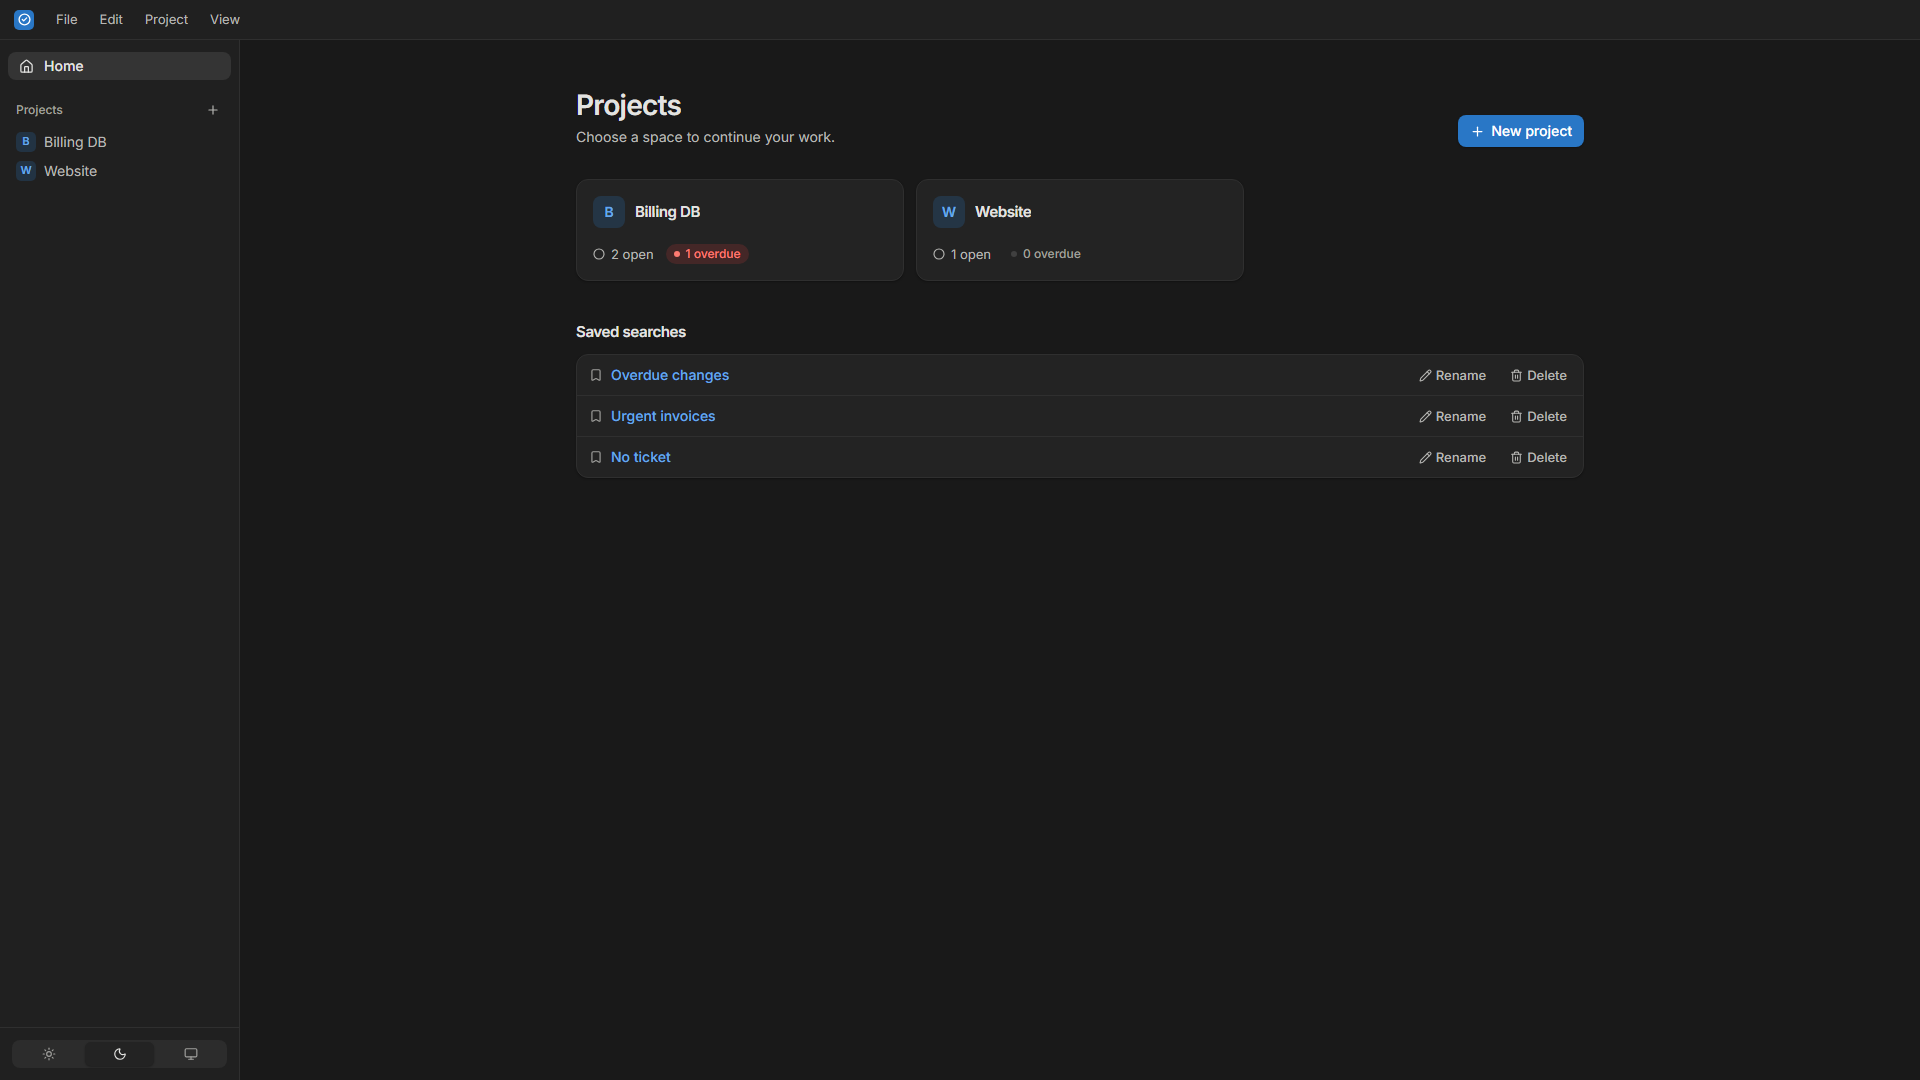 File Edit Project View
Home
Projects
B Billing DB
W Website
Projects
Choose a space to continue your work.
New project
B Billing DB
2 open 1 overdue
W Website
1 open 0 overdue
Saved searches
Overdue changes Rename Delete
Urgent invoices Rename Delete
No ticket Rename Delete